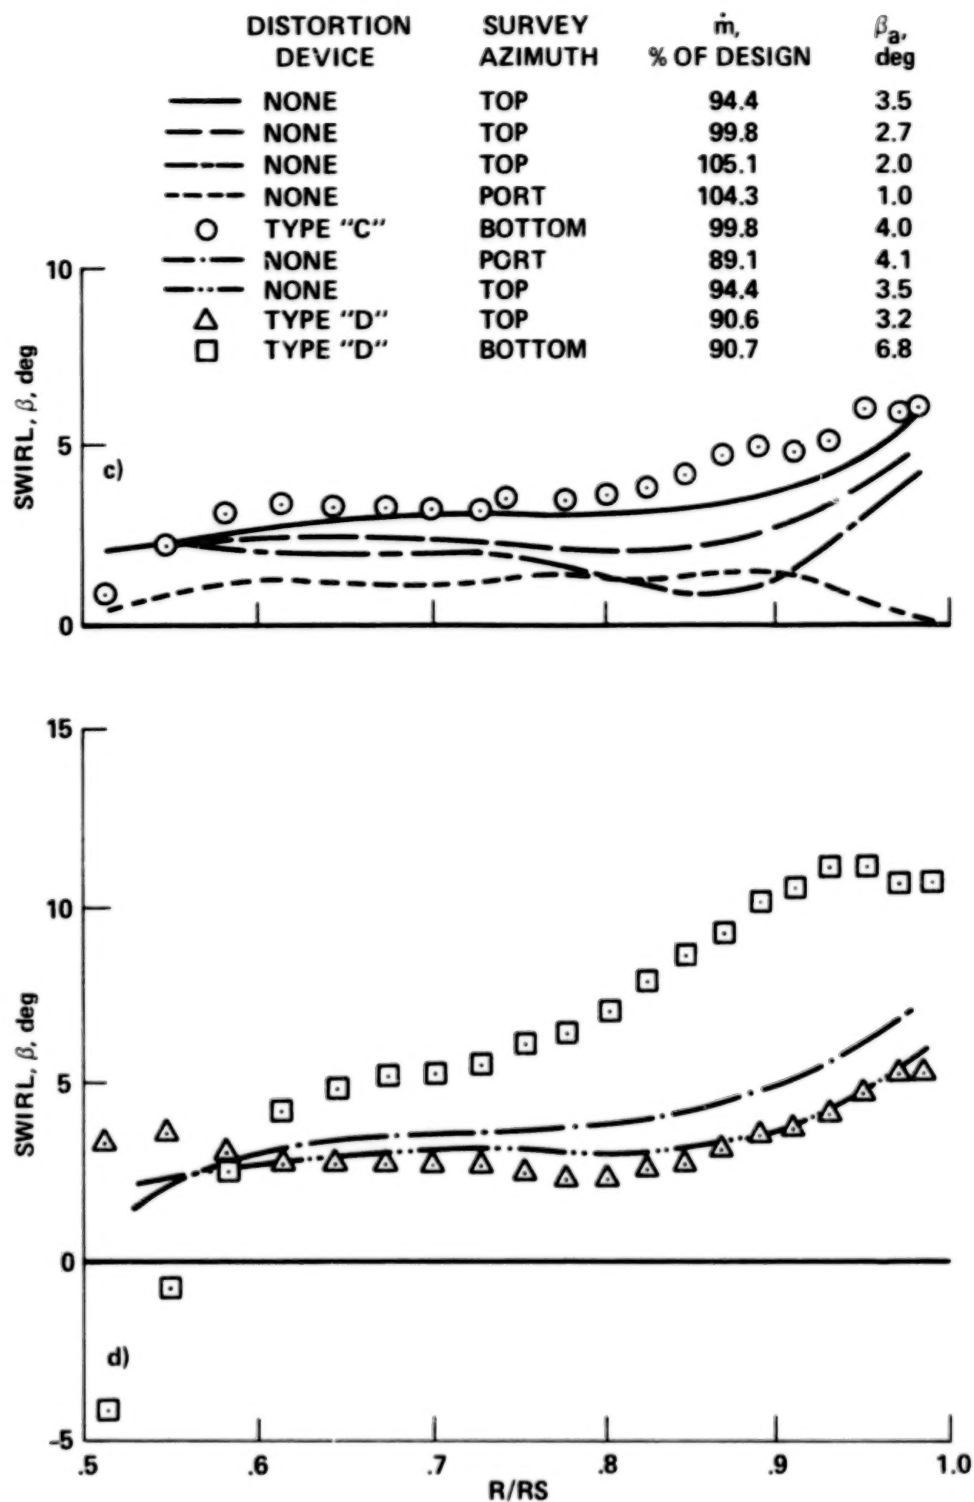 DISTORTION DEVICE SURVEY AZIMUTH ṁ, % OF DESIGN βa, deg
NONE TOP 94.4 3.5
NONE TOP 99.8 2.7
NONE TOP 105.1 2.0
NONE PORT 104.3 1.0
TYPE "C" BOTTOM 99.8 4.0
NONE PORT 89.1 4.1
NONE TOP 94.4 3.5
TYPE "D" TOP 90.6 3.2
TYPE "D" BOTTOM 90.7 6.8
10
5
0
SWIRL, β, deg
c)
15
10
5
0
-5
SWIRL, β, deg
d)
.5 .6 .7 .8 .9 1.0
R/RS